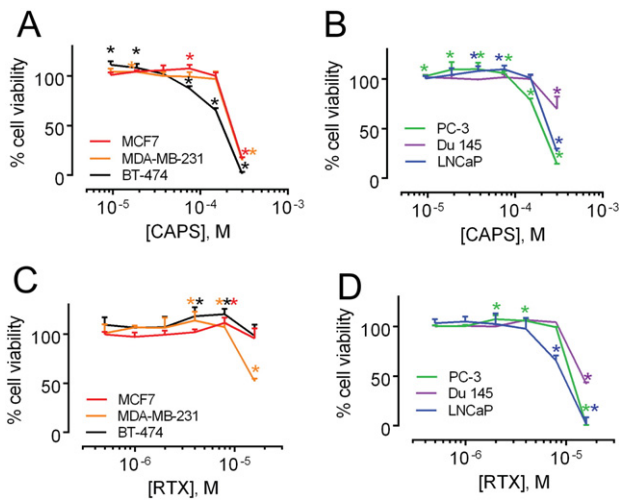 A
% cell viability
100
50
0
* * * * * * * * *
MCF7
MDA-MB-231
BT-474
10-5 10-4 10-3
[CAPS], M
B
% cell viability
100
50
0
* * * * * * * * * *
PC-3
Du 145
LNCaP
10-5 10-4 10-3
[CAPS], M
C
% cell viability
100
50
0
* * * * *
MCF7
MDA-MB-231
BT-474
10-6 10-5
[RTX], M
D
% cell viability
100
50
0
* * * * * *
PC-3
Du 145
LNCaP
10-6 10-5
[RTX], M